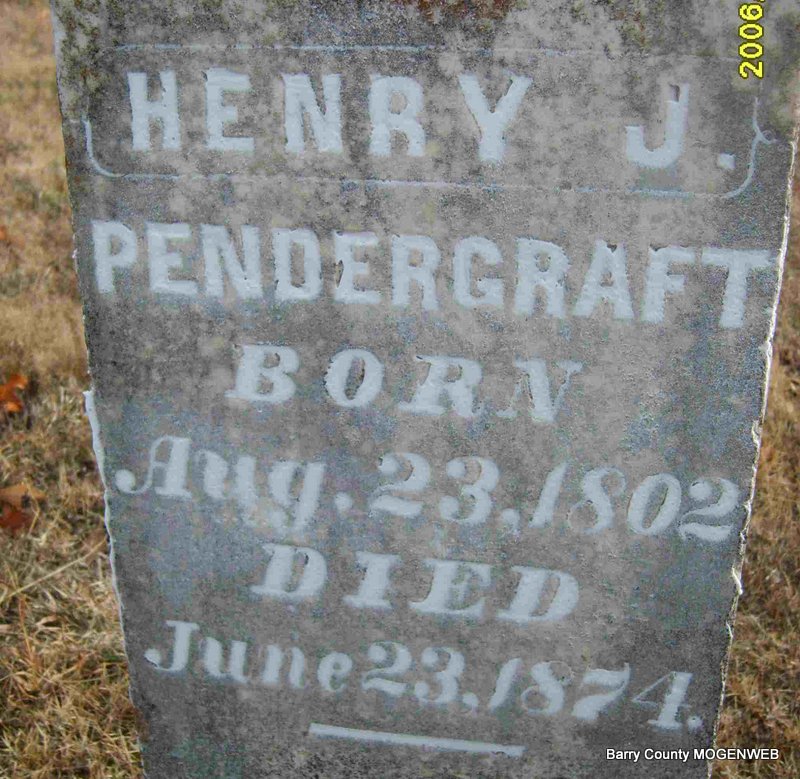 HENRY J.
PENDERGRAFT
BORN
Aug. 23, 1802
DIED
June 23, 1874.
2006
Barry County MOGENWEB